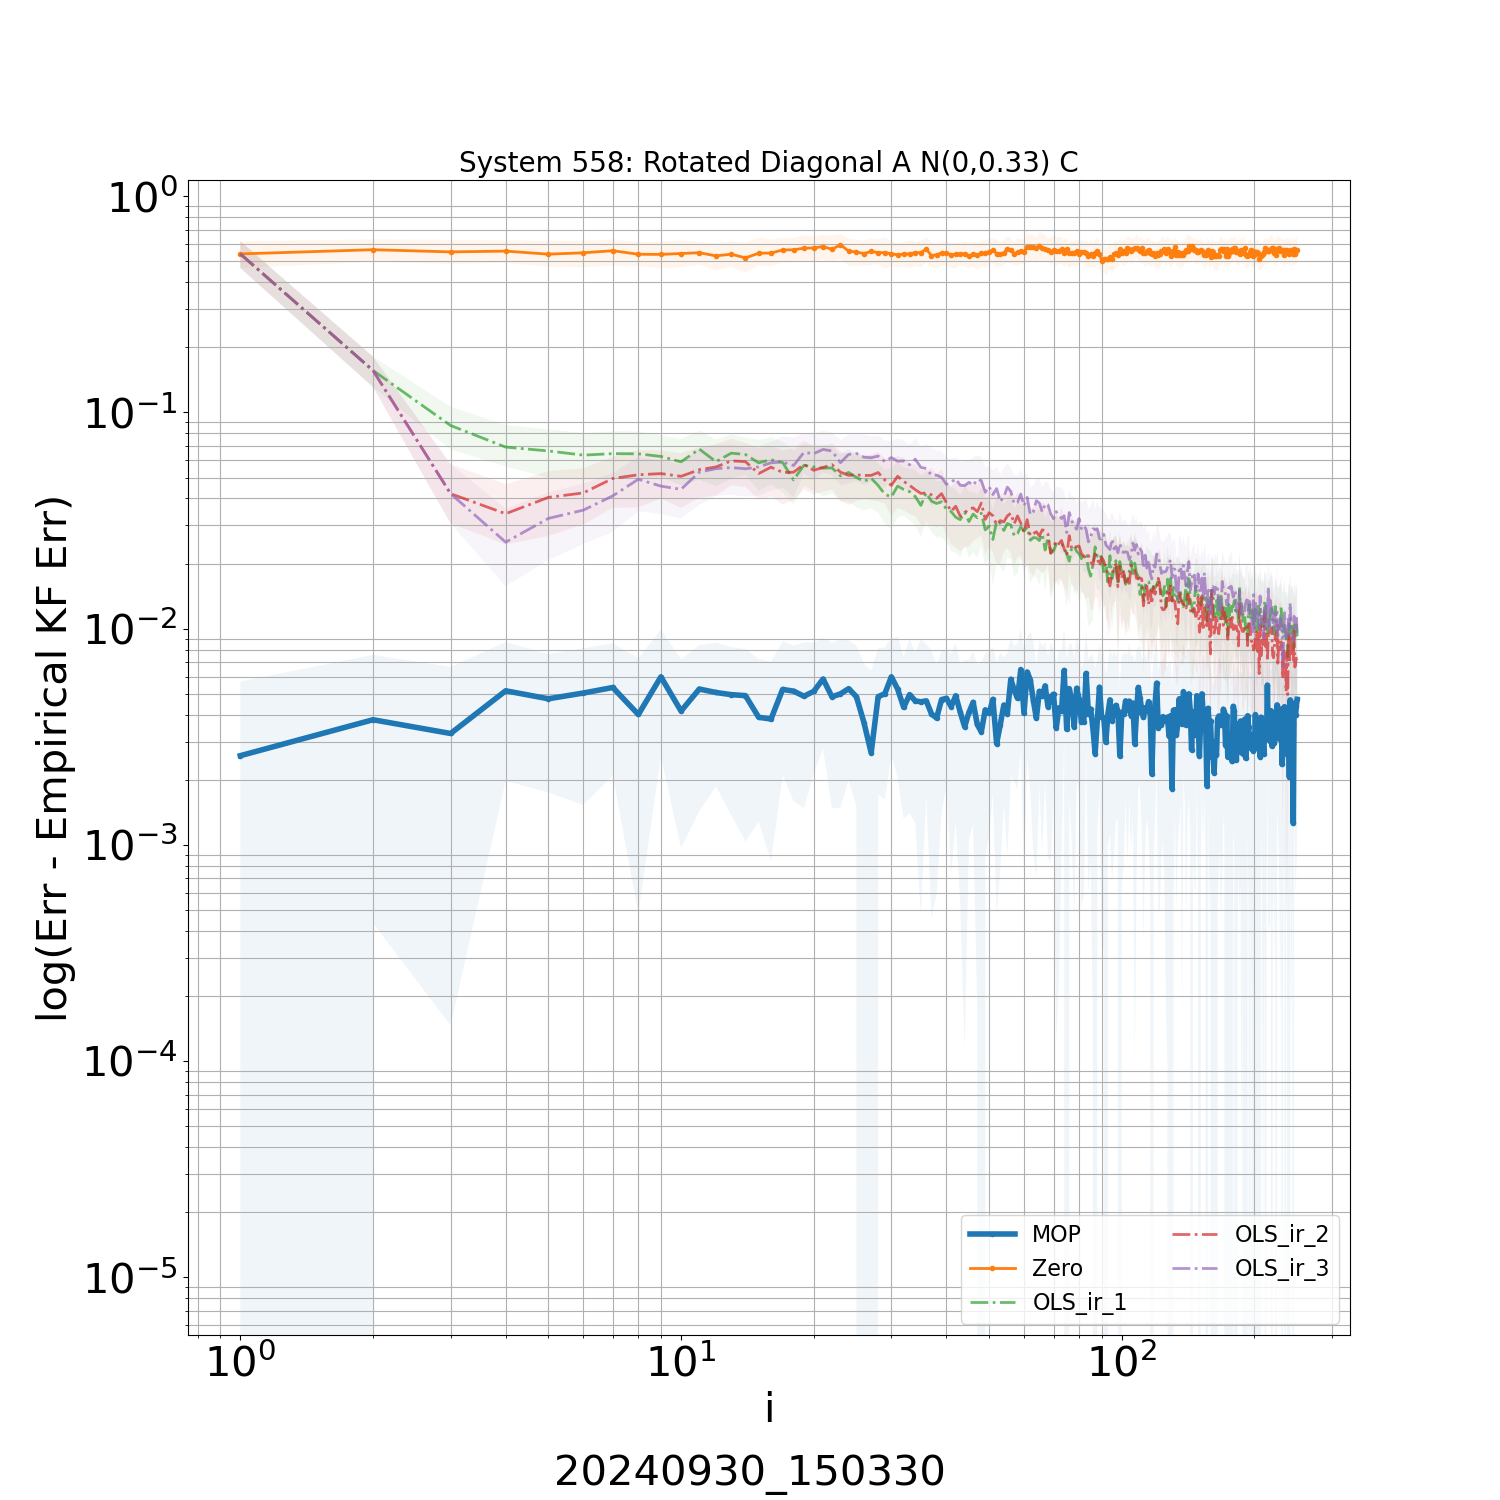 System 558: Rotated Diagonal A N(0,0.33) C
log(Err - Empirical KF Err)
10^0
10^-1
10^-2
10^-3
10^-4
10^-5
MOP
Zero
OLS_ir_1
OLS_ir_2
OLS_ir_3
10^0 10^1 10^2
i
20240930_150330